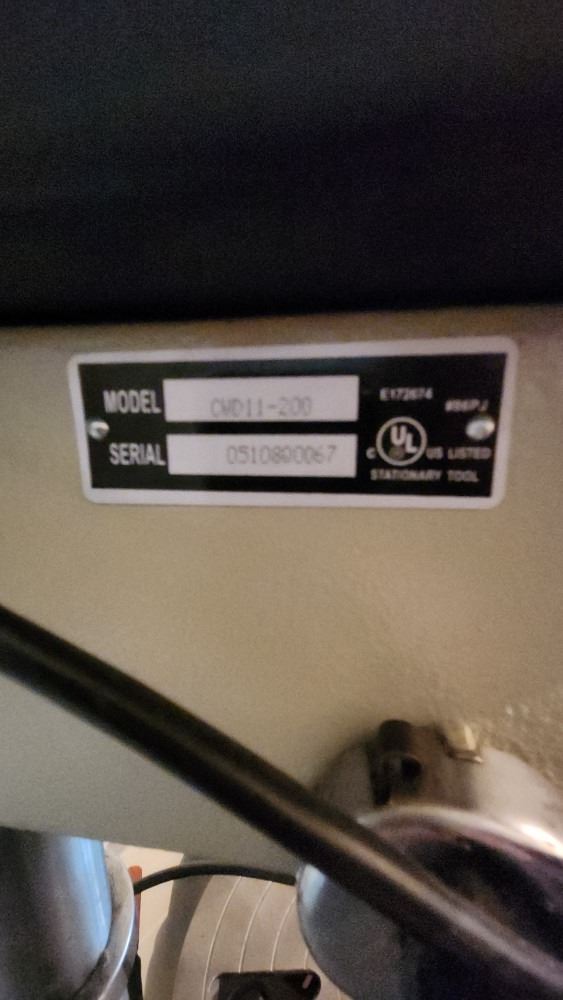 MODEL CWD11-200
SERIAL 0510800067
E172674
UL
C US LISTED
STATIONARY TOOL